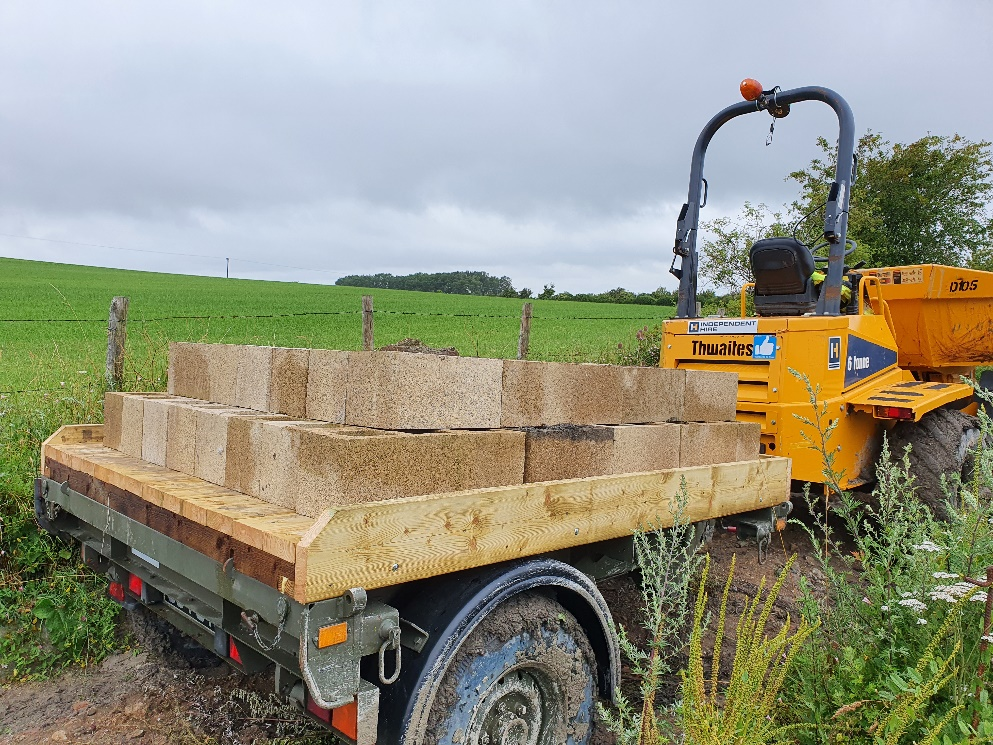 INDEPENDENT
HIRE
Thwaites
6 Tonne
D105